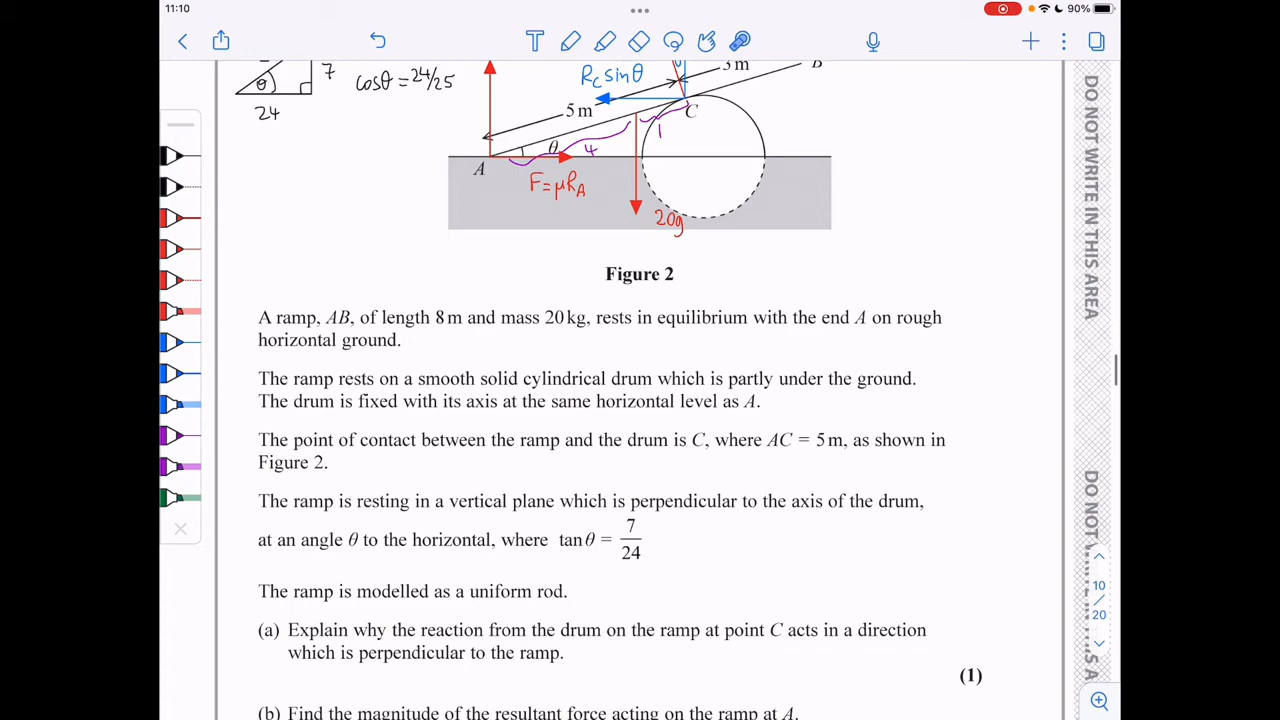 11:10
90%
7
cosθ = 24/25
θ
24
R_C sinθ
3 m
B
5 m
C
1
A
θ
4
F = μR_A
20g
Figure 2
A ramp, AB, of length 8 m and mass 20 kg, rests in equilibrium with the end A on rough
horizontal ground.
The ramp rests on a smooth solid cylindrical drum which is partly under the ground.
The drum is fixed with its axis at the same horizontal level as A.
The point of contact between the ramp and the drum is C, where AC = 5 m, as shown in
Figure 2.
The ramp is resting in a vertical plane which is perpendicular to the axis of the drum,
at an angle θ to the horizontal, where tan θ = 7/24
The ramp is modelled as a uniform rod.
(a) Explain why the reaction from the drum on the ramp at point C acts in a direction
which is perpendicular to the ramp.
(1)
(b) Find the magnitude of the resultant force acting on the ramp at A.
DO NOT WRITE IN THIS AREA
DO NOT
S A
10
20